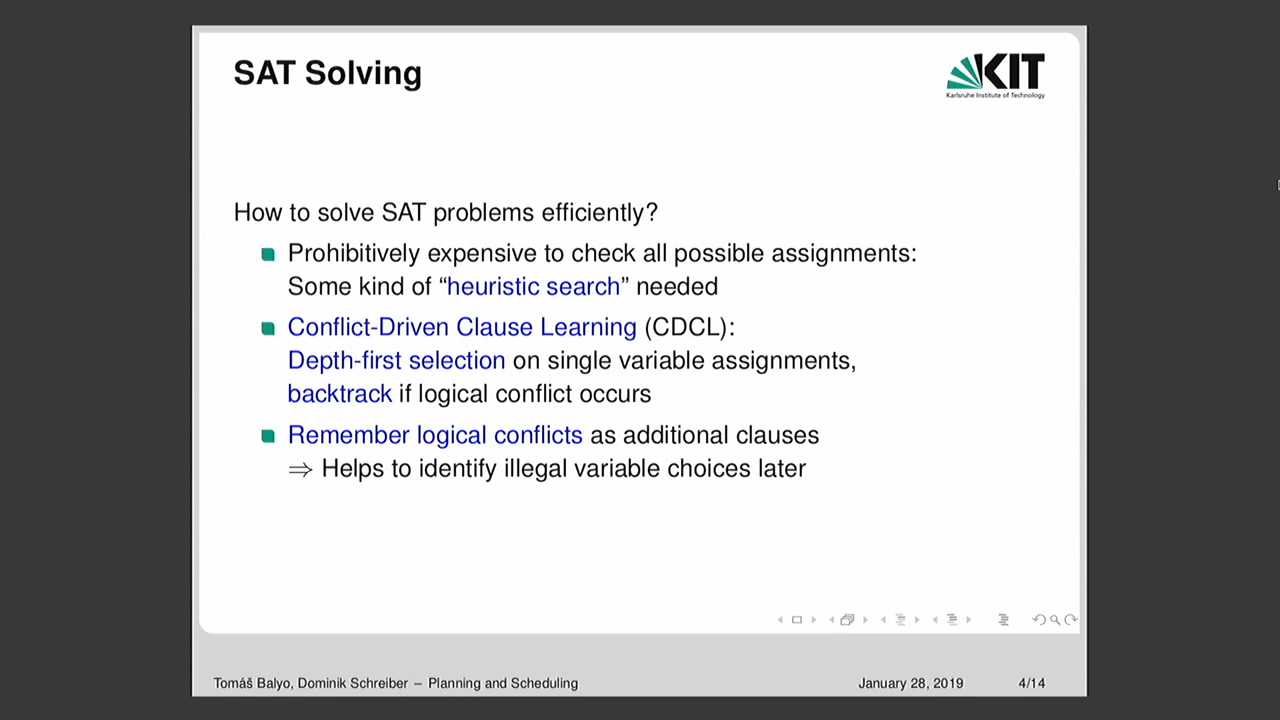 SAT Solving
KIT
Karlsruhe Institute of Technology
How to solve SAT problems efficiently?
Prohibitively expensive to check all possible assignments:
Some kind of “heuristic search” needed
Conflict-Driven Clause Learning (CDCL):
Depth-first selection on single variable assignments,
backtrack if logical conflict occurs
Remember logical conflicts as additional clauses
⇒ Helps to identify illegal variable choices later
Tomáš Balyo, Dominik Schreiber – Planning and Scheduling
January 28, 2019
4/14